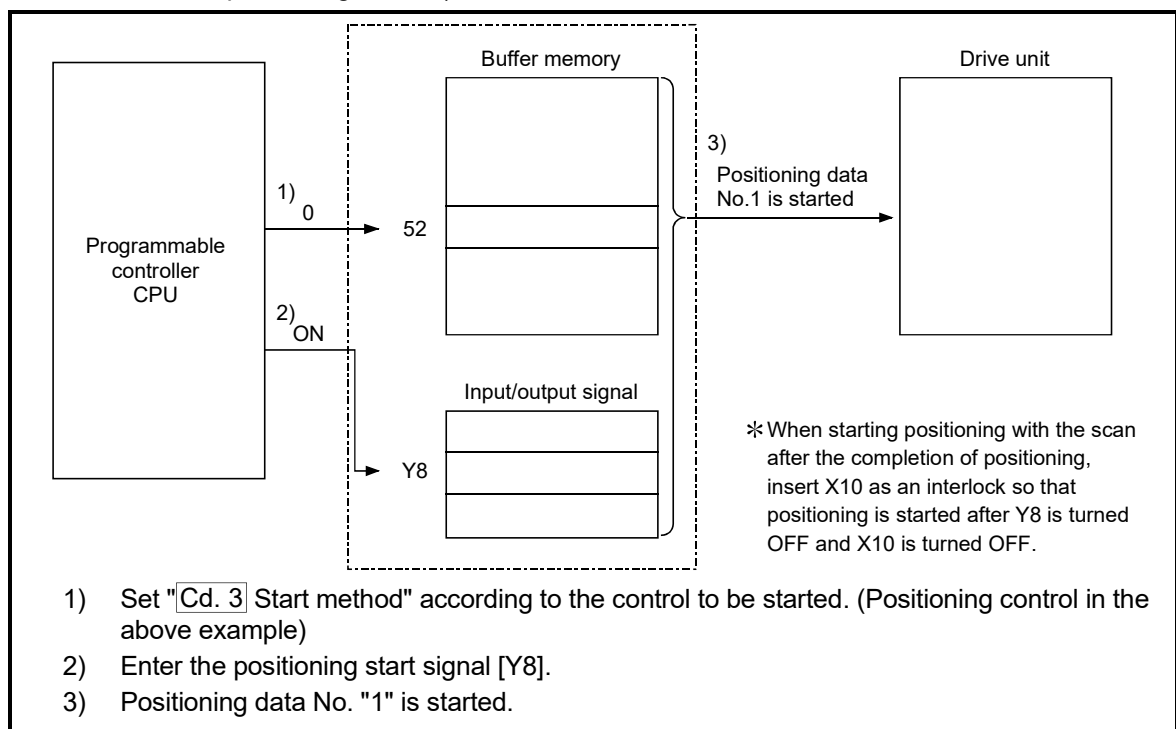 Buffer memory
Drive unit
Programmable
controller
CPU
1)
0
52
2)
ON
3)
Positioning data
No.1 is started
Input/output signal
Y8
＊When starting positioning with the scan
after the completion of positioning,
insert X10 as an interlock so that
positioning is started after Y8 is turned
OFF and X10 is turned OFF.
1) Set "Cd. 3 Start method" according to the control to be started. (Positioning control in the
above example)
2) Enter the positioning start signal [Y8].
3) Positioning data No. "1" is started.